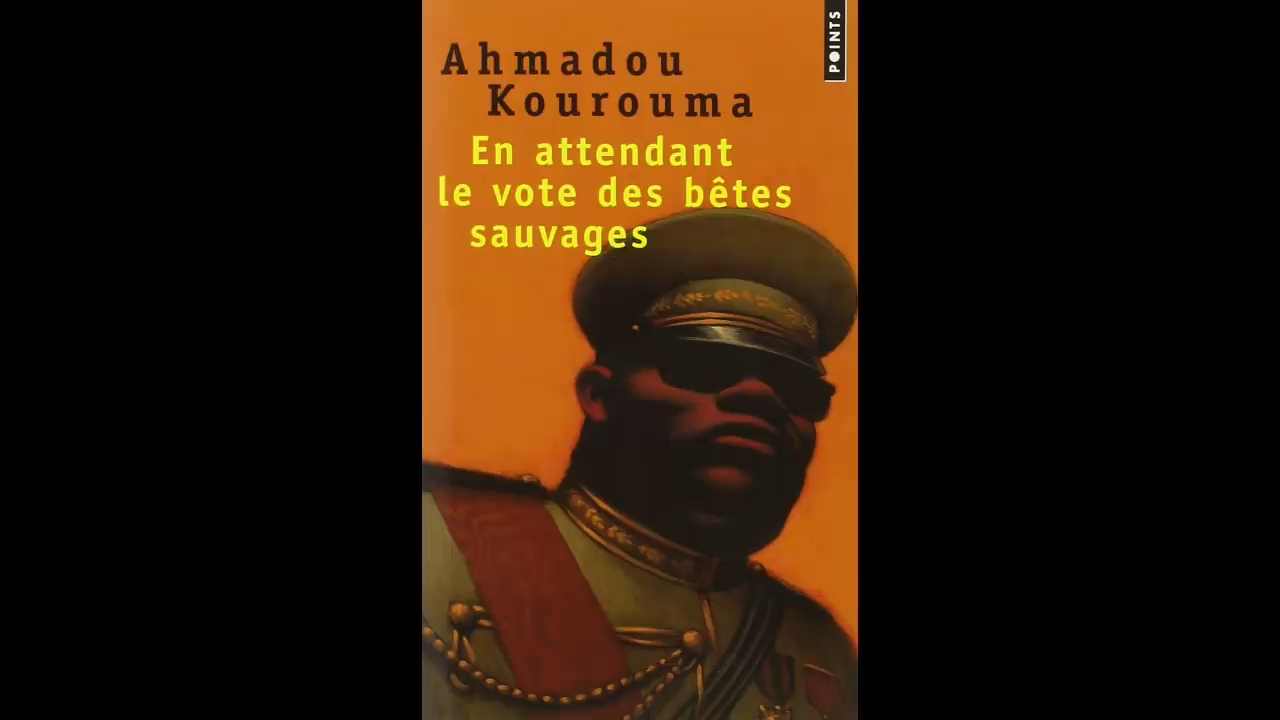 POINTS
Ahmadou
Kourouma
En attendant
le vote des bêtes
sauvages